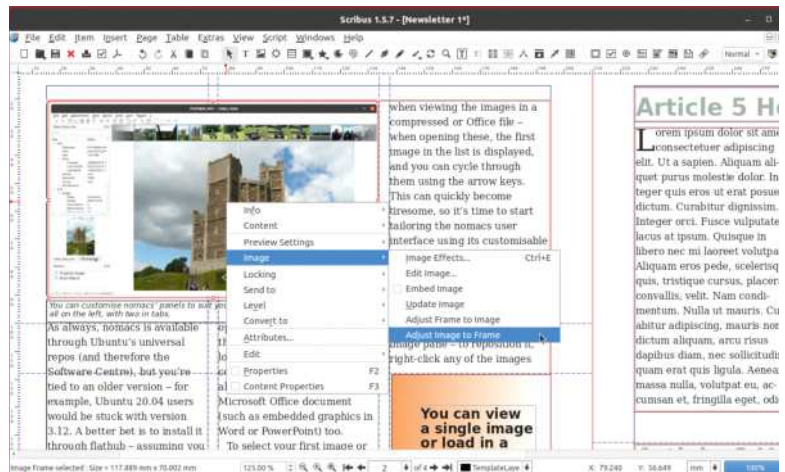 Scribus 1.5.7 - [Newsletter 1*]
File Edit Item Insert Page Table Extras View Script Windows Help
Normal
when viewing the images in a
compressed or Office file –
when opening these, the first
image in the list is displayed,
and you can cycle through
them using the arrow keys.
This can quickly become
tiresome, so it's time to start
tailoring the nomacs user
interface using its customisable
image pane – to reposition it,
right-click any of the images
Info
Content
Preview Settings
Image
Locking
Send to
Level
Convert to
Attributes...
Edit
Properties F2
Content Properties F3
Image Effects... Ctrl+E
Edit Image...
Embed Image
Update Image
Adjust Frame to Image
Adjust Image to Frame
You can customise nomacs' panels to suit
all on the left, with two in tabs.
As always, nomacs is available
through Ubuntu's universal
repos (and therefore the
Software Centre), but you're
tied to an older version – for
example, Ubuntu 20.04 users
would be stuck with version
3.12. A better bet is to install it
through flathub – assuming you
Microsoft Office document
(such as embedded graphics in
Word or PowerPoint) too.
To select your first image or
You can view
a single image
or load in a
Article 5 He
Lorem ipsum dolor sit ame
consectetuer adipiscing
elit. Ut a sapien. Aliquam ali-
quet purus molestie dolor. In
teger quis eros ut erat posue
dictum. Curabitur dignissim.
Integer orci. Fusce vulputate
lacus at ipsum. Quisque in
libero nec mi laoreet volutpa
Aliquam eros pede, scelerisq
quis, tristique cursus, placera
convallis, velit. Nam condi-
mentum. Nulla ut mauris. Cu
abitur adipiscing, mauris non
dictum aliquam, arcu risus
dapibus diam, nec sollicitudi
quam erat quis ligula. Aenea
massa nulla, volutpat eu, ac-
cumsan et, fringilla eget, odi
Image Frame selected : Size = 117.889 mm x 70.002 mm 125.00 % 2 of 4 TemplateLaye X: 79.240 Y: 56.649 mm 100%